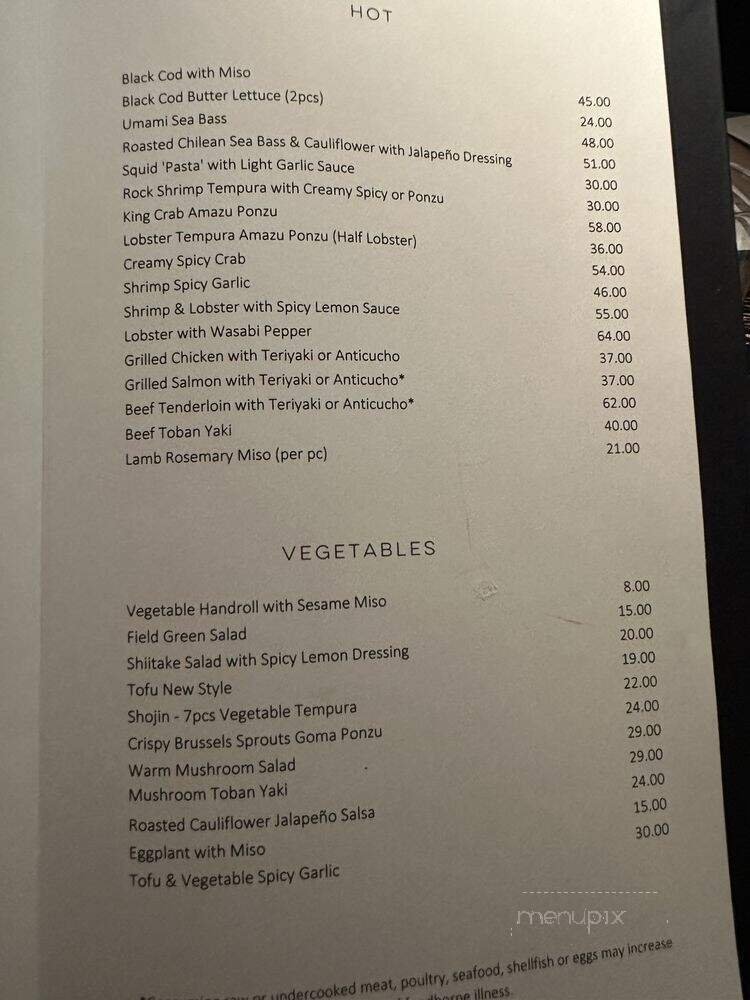 HOT
Black Cod with Miso 45.00
Black Cod Butter Lettuce (2pcs) 24.00
Umami Sea Bass 48.00
Roasted Chilean Sea Bass & Cauliflower with Jalapeño Dressing 51.00
Squid 'Pasta' with Light Garlic Sauce 30.00
Rock Shrimp Tempura with Creamy Spicy or Ponzu 30.00
King Crab Amazu Ponzu 58.00
Lobster Tempura Amazu Ponzu (Half Lobster) 36.00
Creamy Spicy Crab 54.00
Shrimp Spicy Garlic 46.00
Shrimp & Lobster with Spicy Lemon Sauce 55.00
Lobster with Wasabi Pepper 64.00
Grilled Chicken with Teriyaki or Anticucho 37.00
Grilled Salmon with Teriyaki or Anticucho* 37.00
Beef Tenderloin with Teriyaki or Anticucho* 62.00
Beef Toban Yaki 40.00
Lamb Rosemary Miso (per pc) 21.00
VEGETABLES
Vegetable Handroll with Sesame Miso 8.00
Field Green Salad 15.00
Shiitake Salad with Spicy Lemon Dressing 20.00
Tofu New Style 19.00
Shojin - 7pcs Vegetable Tempura 22.00
Crispy Brussels Sprouts Goma Ponzu 24.00
Warm Mushroom Salad 29.00
Mushroom Toban Yaki 29.00
Roasted Cauliflower Jalapeño Salsa 24.00
Eggplant with Miso 15.00
Tofu & Vegetable Spicy Garlic 30.00
menupix
raw or undercooked meat, poultry, seafood, shellfish or eggs may increase
illness.